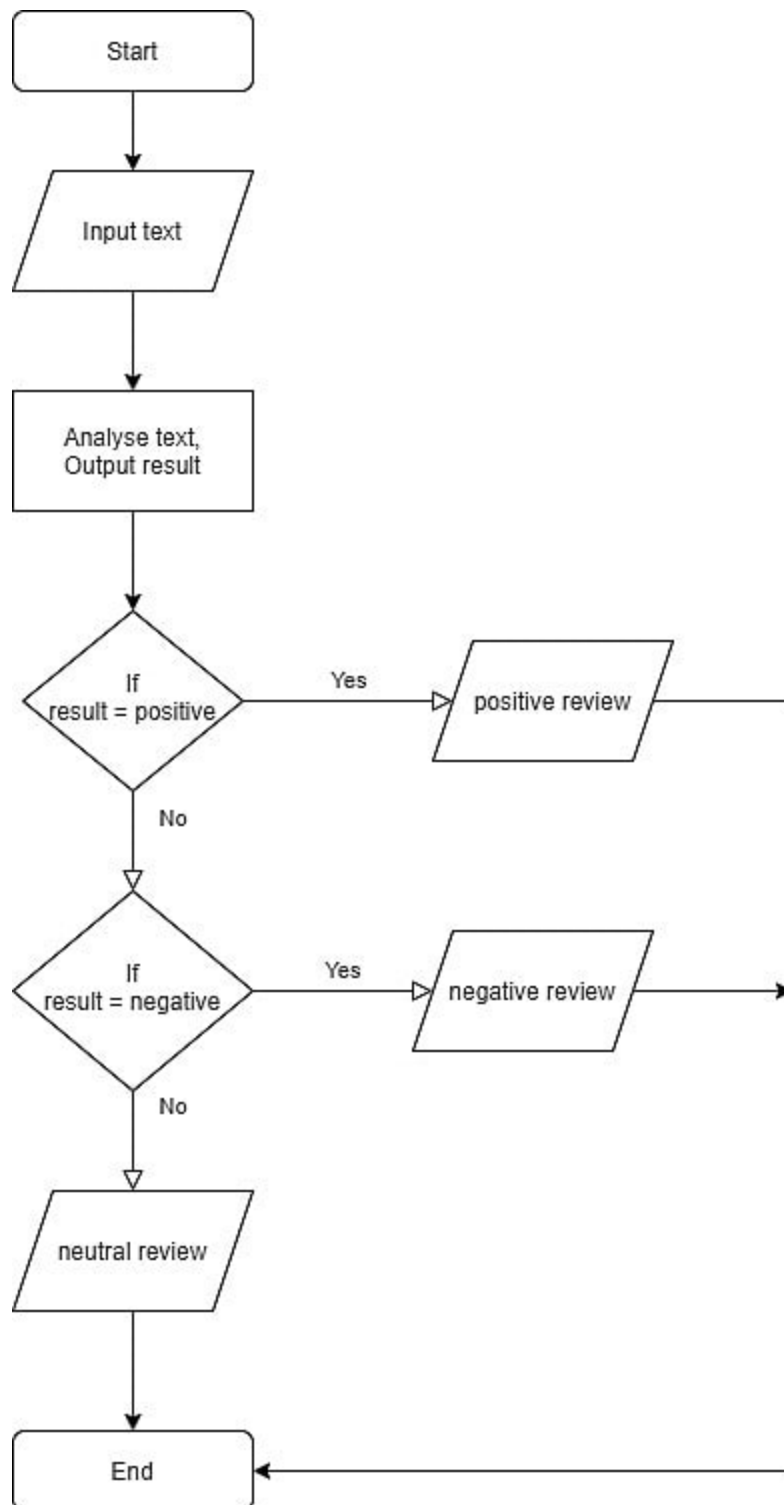 Start
Input text
Analyse text,
Output result
If
result = positive
Yes
positive review
No
If
result = negative
Yes
negative review
No
neutral review
End